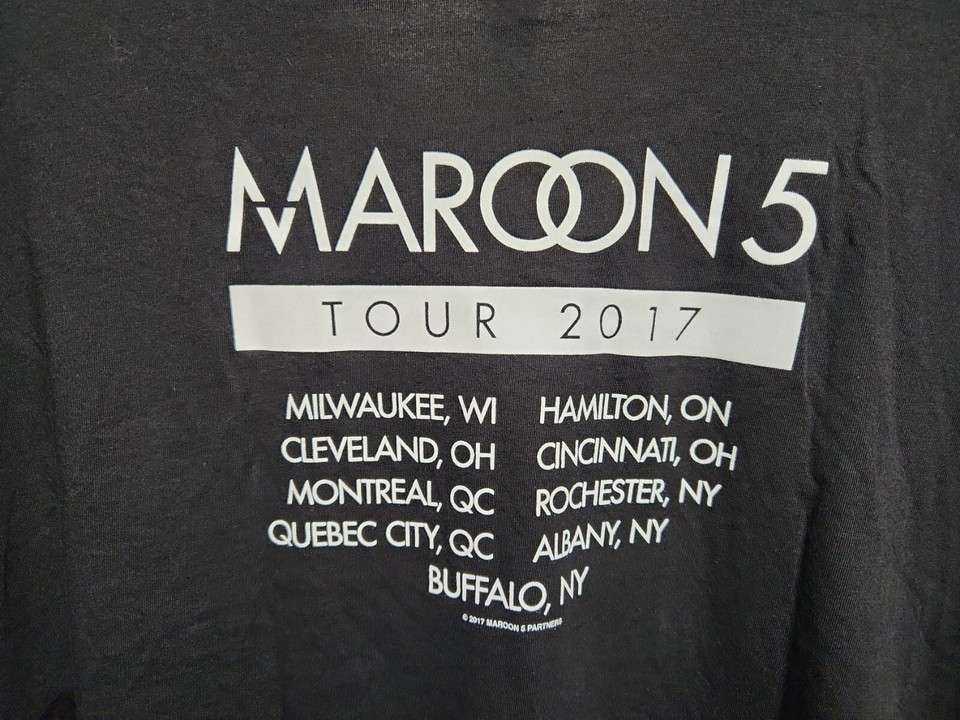 MAROON 5
TOUR 2017
MILWAUKEE, WI
CLEVELAND, OH
MONTREAL, QC
QUEBEC CITY, QC
HAMILTON, ON
CINCINNATI, OH
ROCHESTER, NY
ALBANY, NY
BUFFALO, NY
© 2017 MAROON 5 PARTNERS